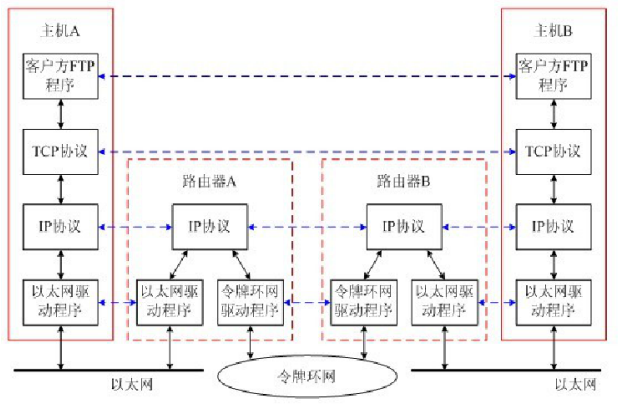 主机A
主机B
客户方FTP
程序
客户方FTP
程序
TCP协议
TCP协议
路由器A
路由器B
IP协议
IP协议
IP协议
IP协议
以太网驱
动程序
以太网驱
动程序
令牌环网
驱动程序
令牌环网
驱动程序
以太网驱
动程序
以太网驱
动程序
以太网
令牌环网
以太网